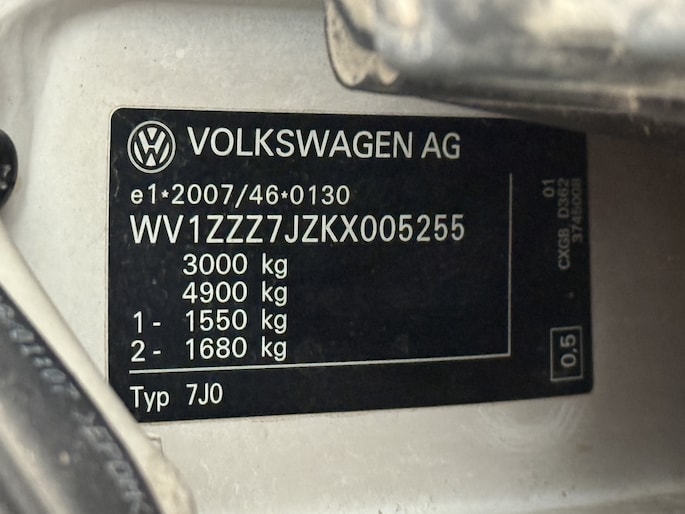 VOLKSWAGEN AG
e1*2007/46*0130
WV1ZZZ7JZKX005255
3000 kg
4900 kg
1- 1550 kg
2- 1680 kg
Typ 7J0
01
CXGB D362
3745008
0,5